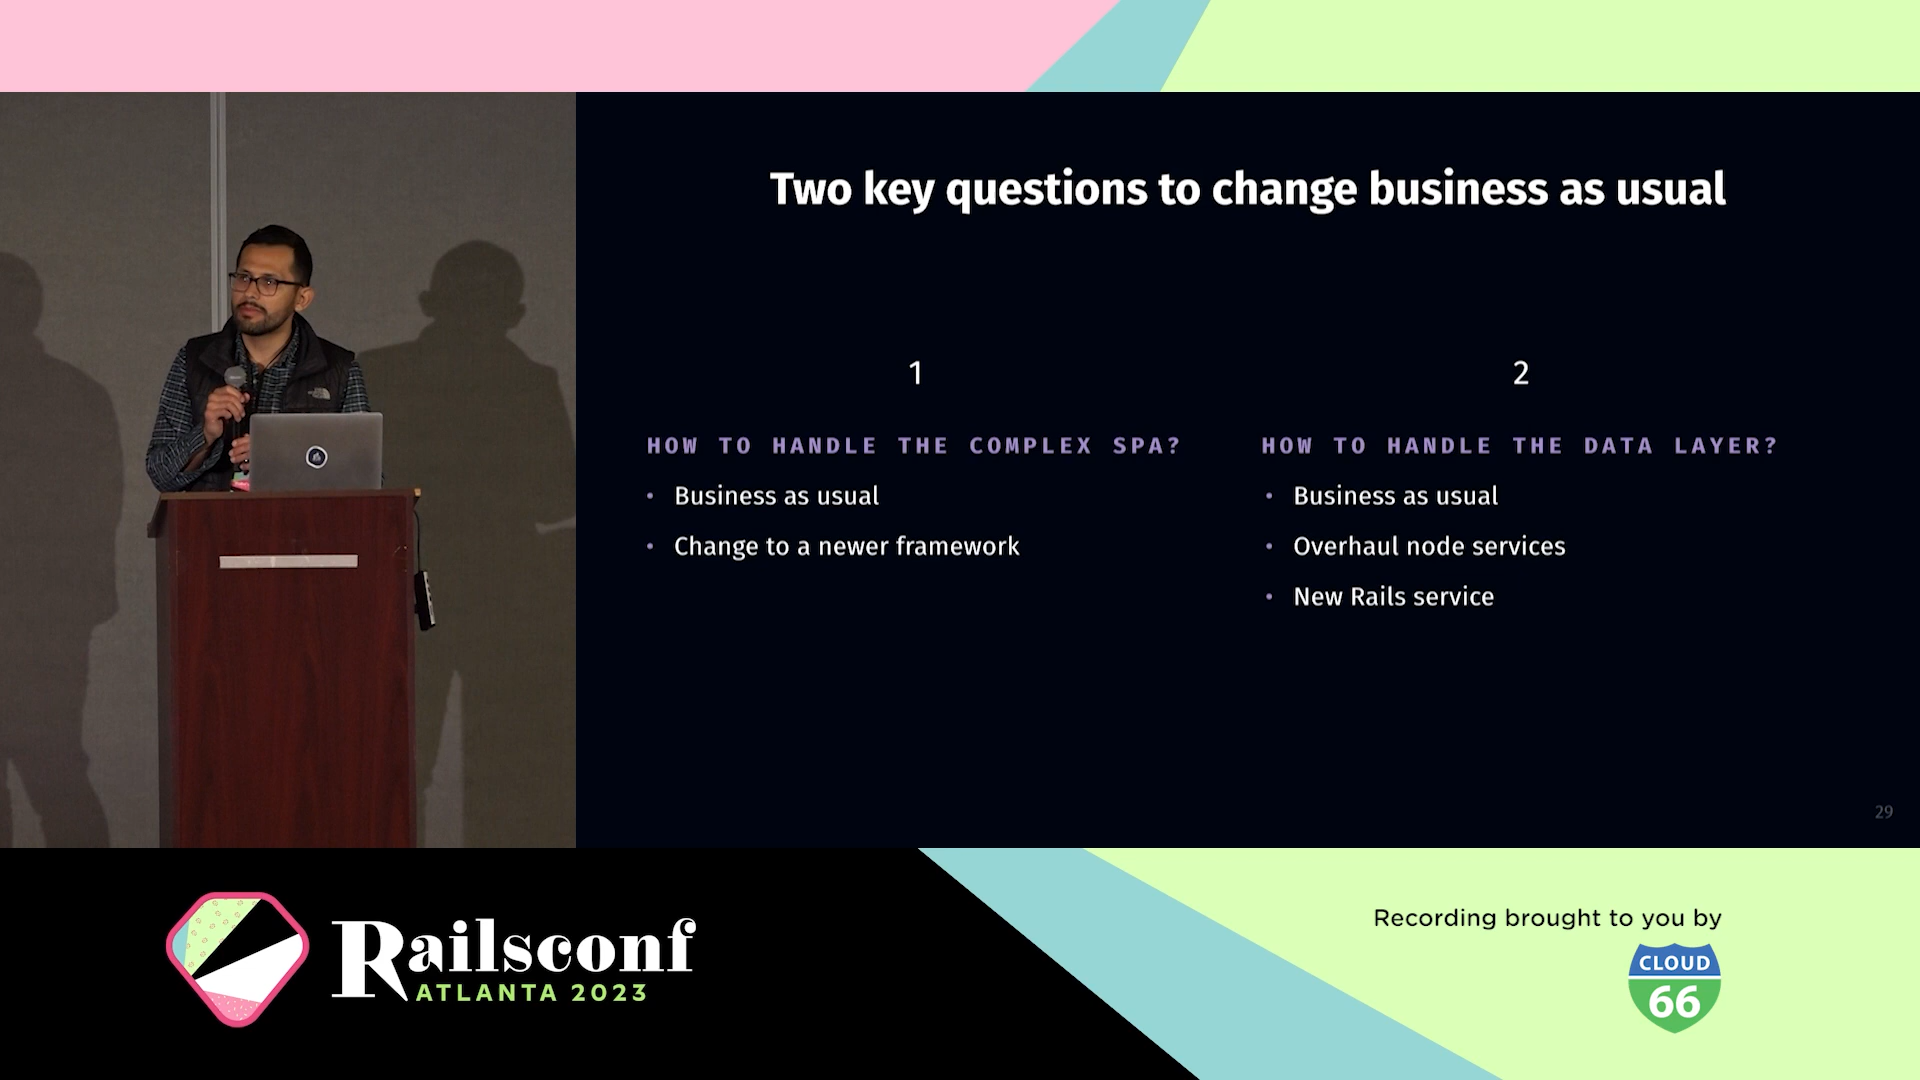 Two key questions to change business as usual
1
HOW TO HANDLE THE COMPLEX SPA?
• Business as usual
• Change to a newer framework
2
HOW TO HANDLE THE DATA LAYER?
• Business as usual
• Overhaul node services
• New Rails service
29
Railsconf
ATLANTA 2023
Recording brought to you by
CLOUD
66